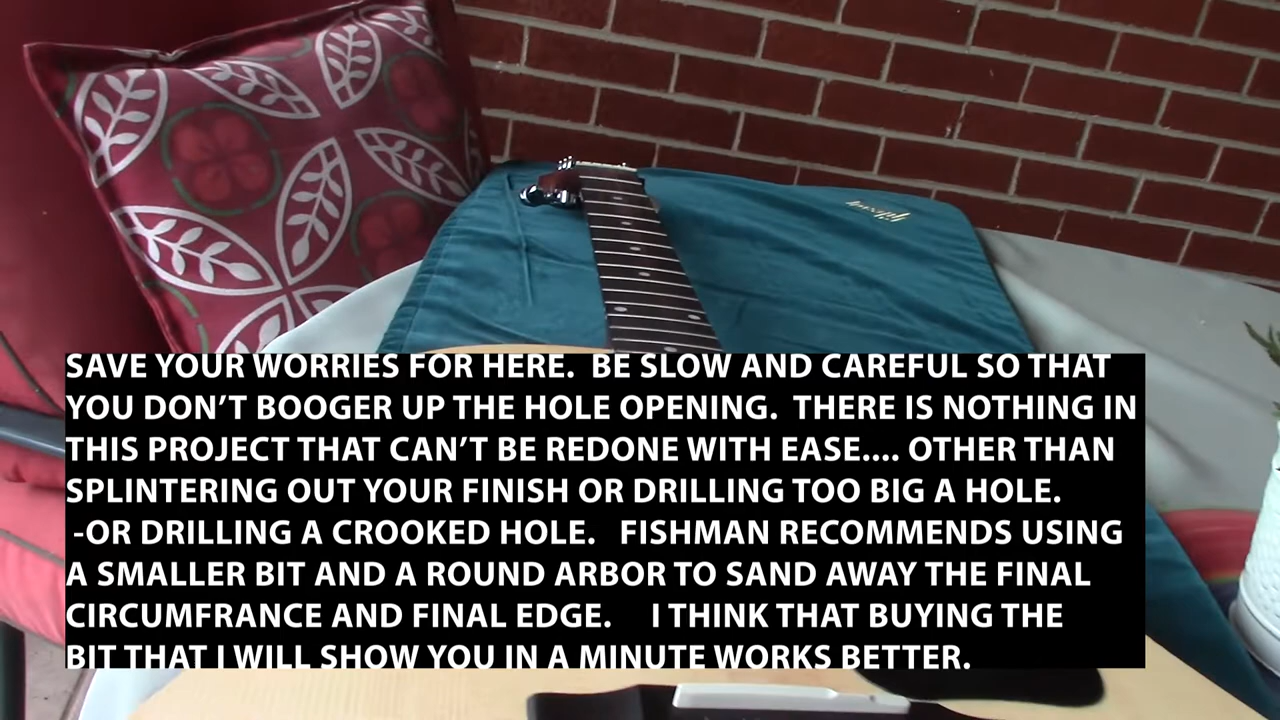 Gibson
SAVE YOUR WORRIES FOR HERE.  BE SLOW AND CAREFUL SO THAT
YOU DON’T BOOGER UP THE HOLE OPENING.  THERE IS NOTHING IN
THIS PROJECT THAT CAN’T BE REDONE WITH EASE.... OTHER THAN
SPLINTERING OUT YOUR FINISH OR DRILLING TOO BIG A HOLE.
-OR DRILLING A CROOKED HOLE.   FISHMAN RECOMMENDS USING
A SMALLER BIT AND A ROUND ARBOR TO SAND AWAY THE FINAL
CIRCUMFRANCE AND FINAL EDGE.    I THINK THAT BUYING THE
BIT THAT I WILL SHOW YOU IN A MINUTE WORKS BETTER.